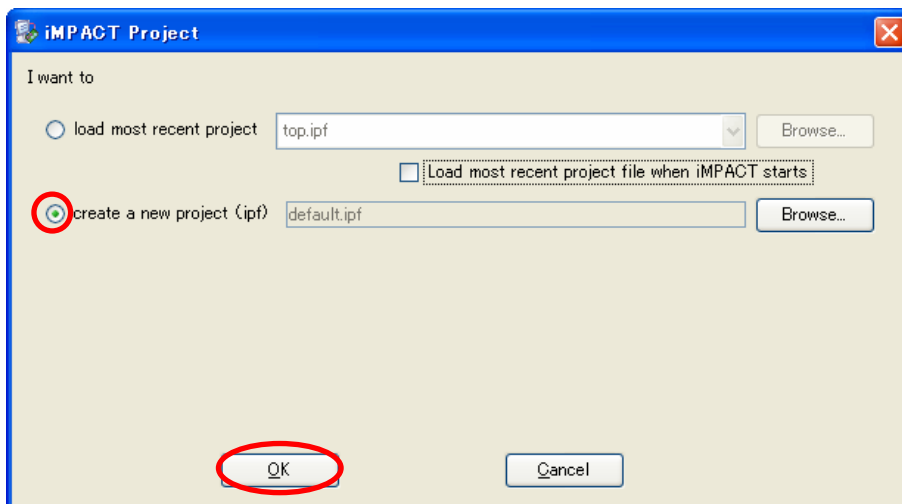 iMPACT Project
I want to
load most recent project top.ipf Browse...
Load most recent project file when iMPACT starts
create a new project (ipf) default.ipf Browse...
OK Cancel